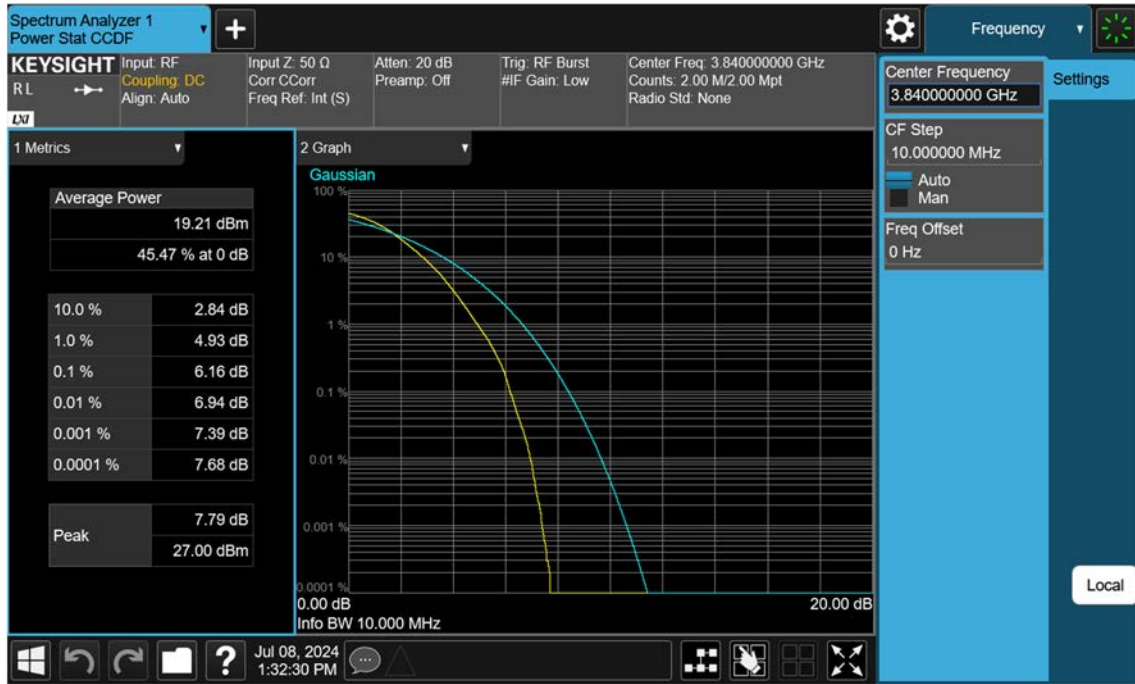 Spectrum Analyzer 1
Power Stat CCDF
+
Frequency
KEYSIGHT
RL
LXI
Input: RF
Coupling: DC
Align: Auto
Input Z: 50 Ω
Corr CCorr
Freq Ref: Int (S)
Atten: 20 dB
Preamp: Off
Trig: RF Burst
#IF Gain: Low
Center Freq: 3.840000000 GHz
Counts: 2.00 M/2.00 Mpt
Radio Std: None
Center Frequency
3.840000000 GHz
Settings
CF Step
10.000000 MHz
Auto
Man
Freq Offset
0 Hz
Local
1 Metrics
Average Power
19.21 dBm
45.47 % at 0 dB
10.0 % 2.84 dB
1.0 % 4.93 dB
0.1 % 6.16 dB
0.01 % 6.94 dB
0.001 % 7.39 dB
0.0001 % 7.68 dB
Peak
7.79 dB
27.00 dBm
2 Graph
Gaussian
100 %
10 %
1 %
0.1 %
0.01 %
0.001 %
0.0001 %
0.00 dB 20.00 dB
Info BW 10.000 MHz
?
Jul 08, 2024
1:32:30 PM